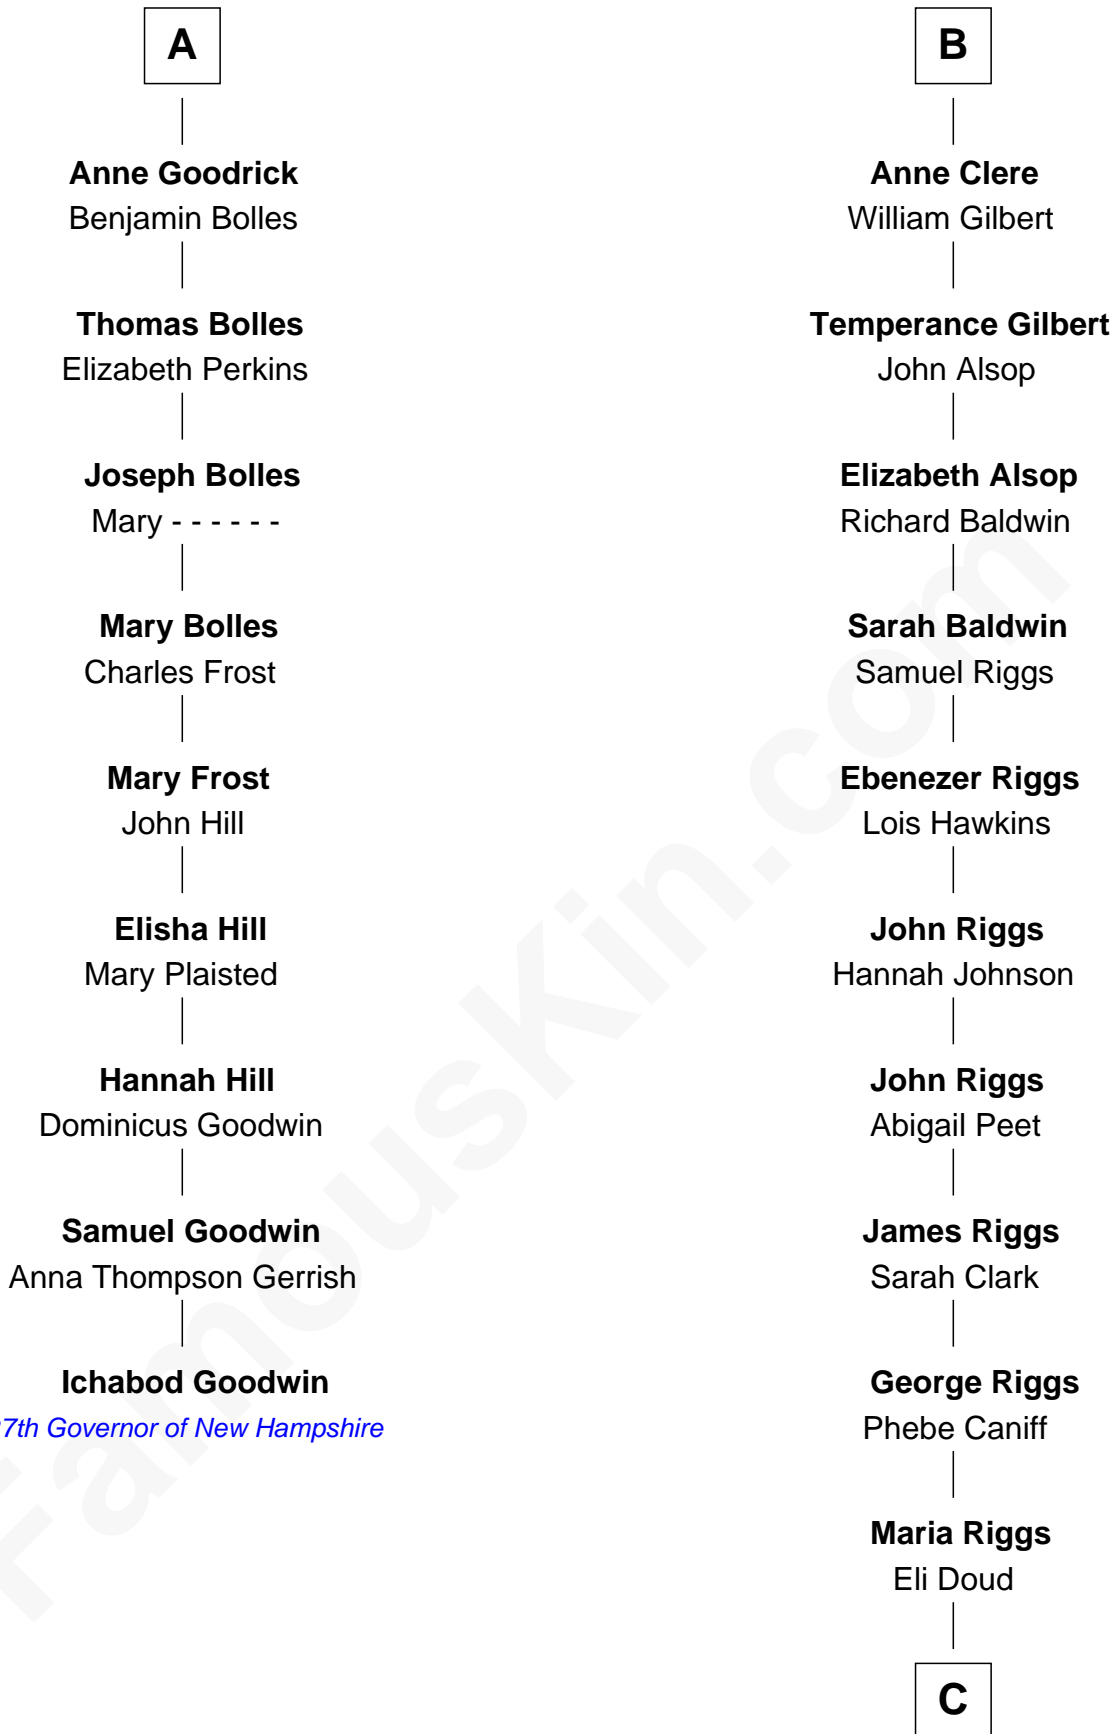 A
Anne Goodrick
Benjamin Bolles
Thomas Bolles
Elizabeth Perkins
Joseph Bolles
Mary - - - - - -
Mary Bolles
Charles Frost
Mary Frost
John Hill
Elisha Hill
Mary Plaisted
Hannah Hill
Dominicus Goodwin
Samuel Goodwin
Anna Thompson Gerrish
Ichabod Goodwin
7th Governor of New Hampshire
B
Anne Clere
William Gilbert
Temperance Gilbert
John Alsop
Elizabeth Alsop
Richard Baldwin
Sarah Baldwin
Samuel Riggs
Ebenezer Riggs
Lois Hawkins
John Riggs
Hannah Johnson
John Riggs
Abigail Peet
James Riggs
Sarah Clark
George Riggs
Phebe Caniff
Maria Riggs
Eli Doud
C
FamousKin.com